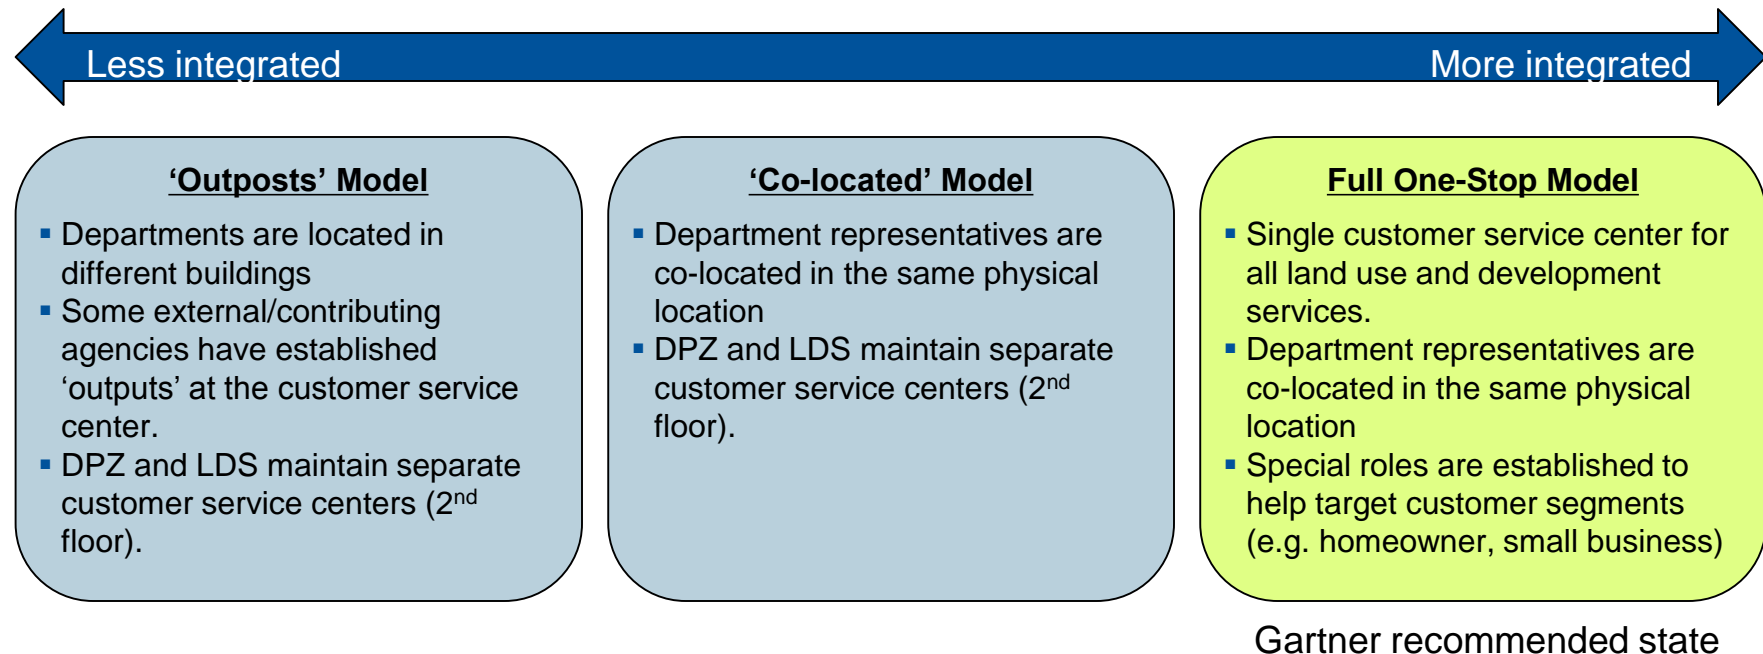 Less integrated
More integrated
‘Outposts’ Model
▪ Departments are located in
different buildings
▪ Some external/contributing
agencies have established
‘outputs’ at the customer service
center.
▪ DPZ and LDS maintain separate
customer service centers (2nd
floor).
‘Co-located’ Model
▪ Department representatives are
co-located in the same physical
location
▪ DPZ and LDS maintain separate
customer service centers (2nd
floor).
Full One-Stop Model
▪ Single customer service center for
all land use and development
services.
▪ Department representatives are
co-located in the same physical
location
▪ Special roles are established to
help target customer segments
(e.g. homeowner, small business)
Gartner recommended state